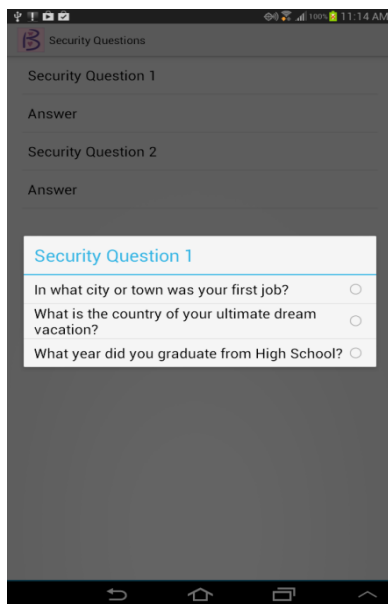 100% 11:14 AM
Security Questions
Security Question 1
Answer
Security Question 2
Answer
Security Question 1
In what city or town was your first job?
What is the country of your ultimate dream
vacation?
What year did you graduate from High School?